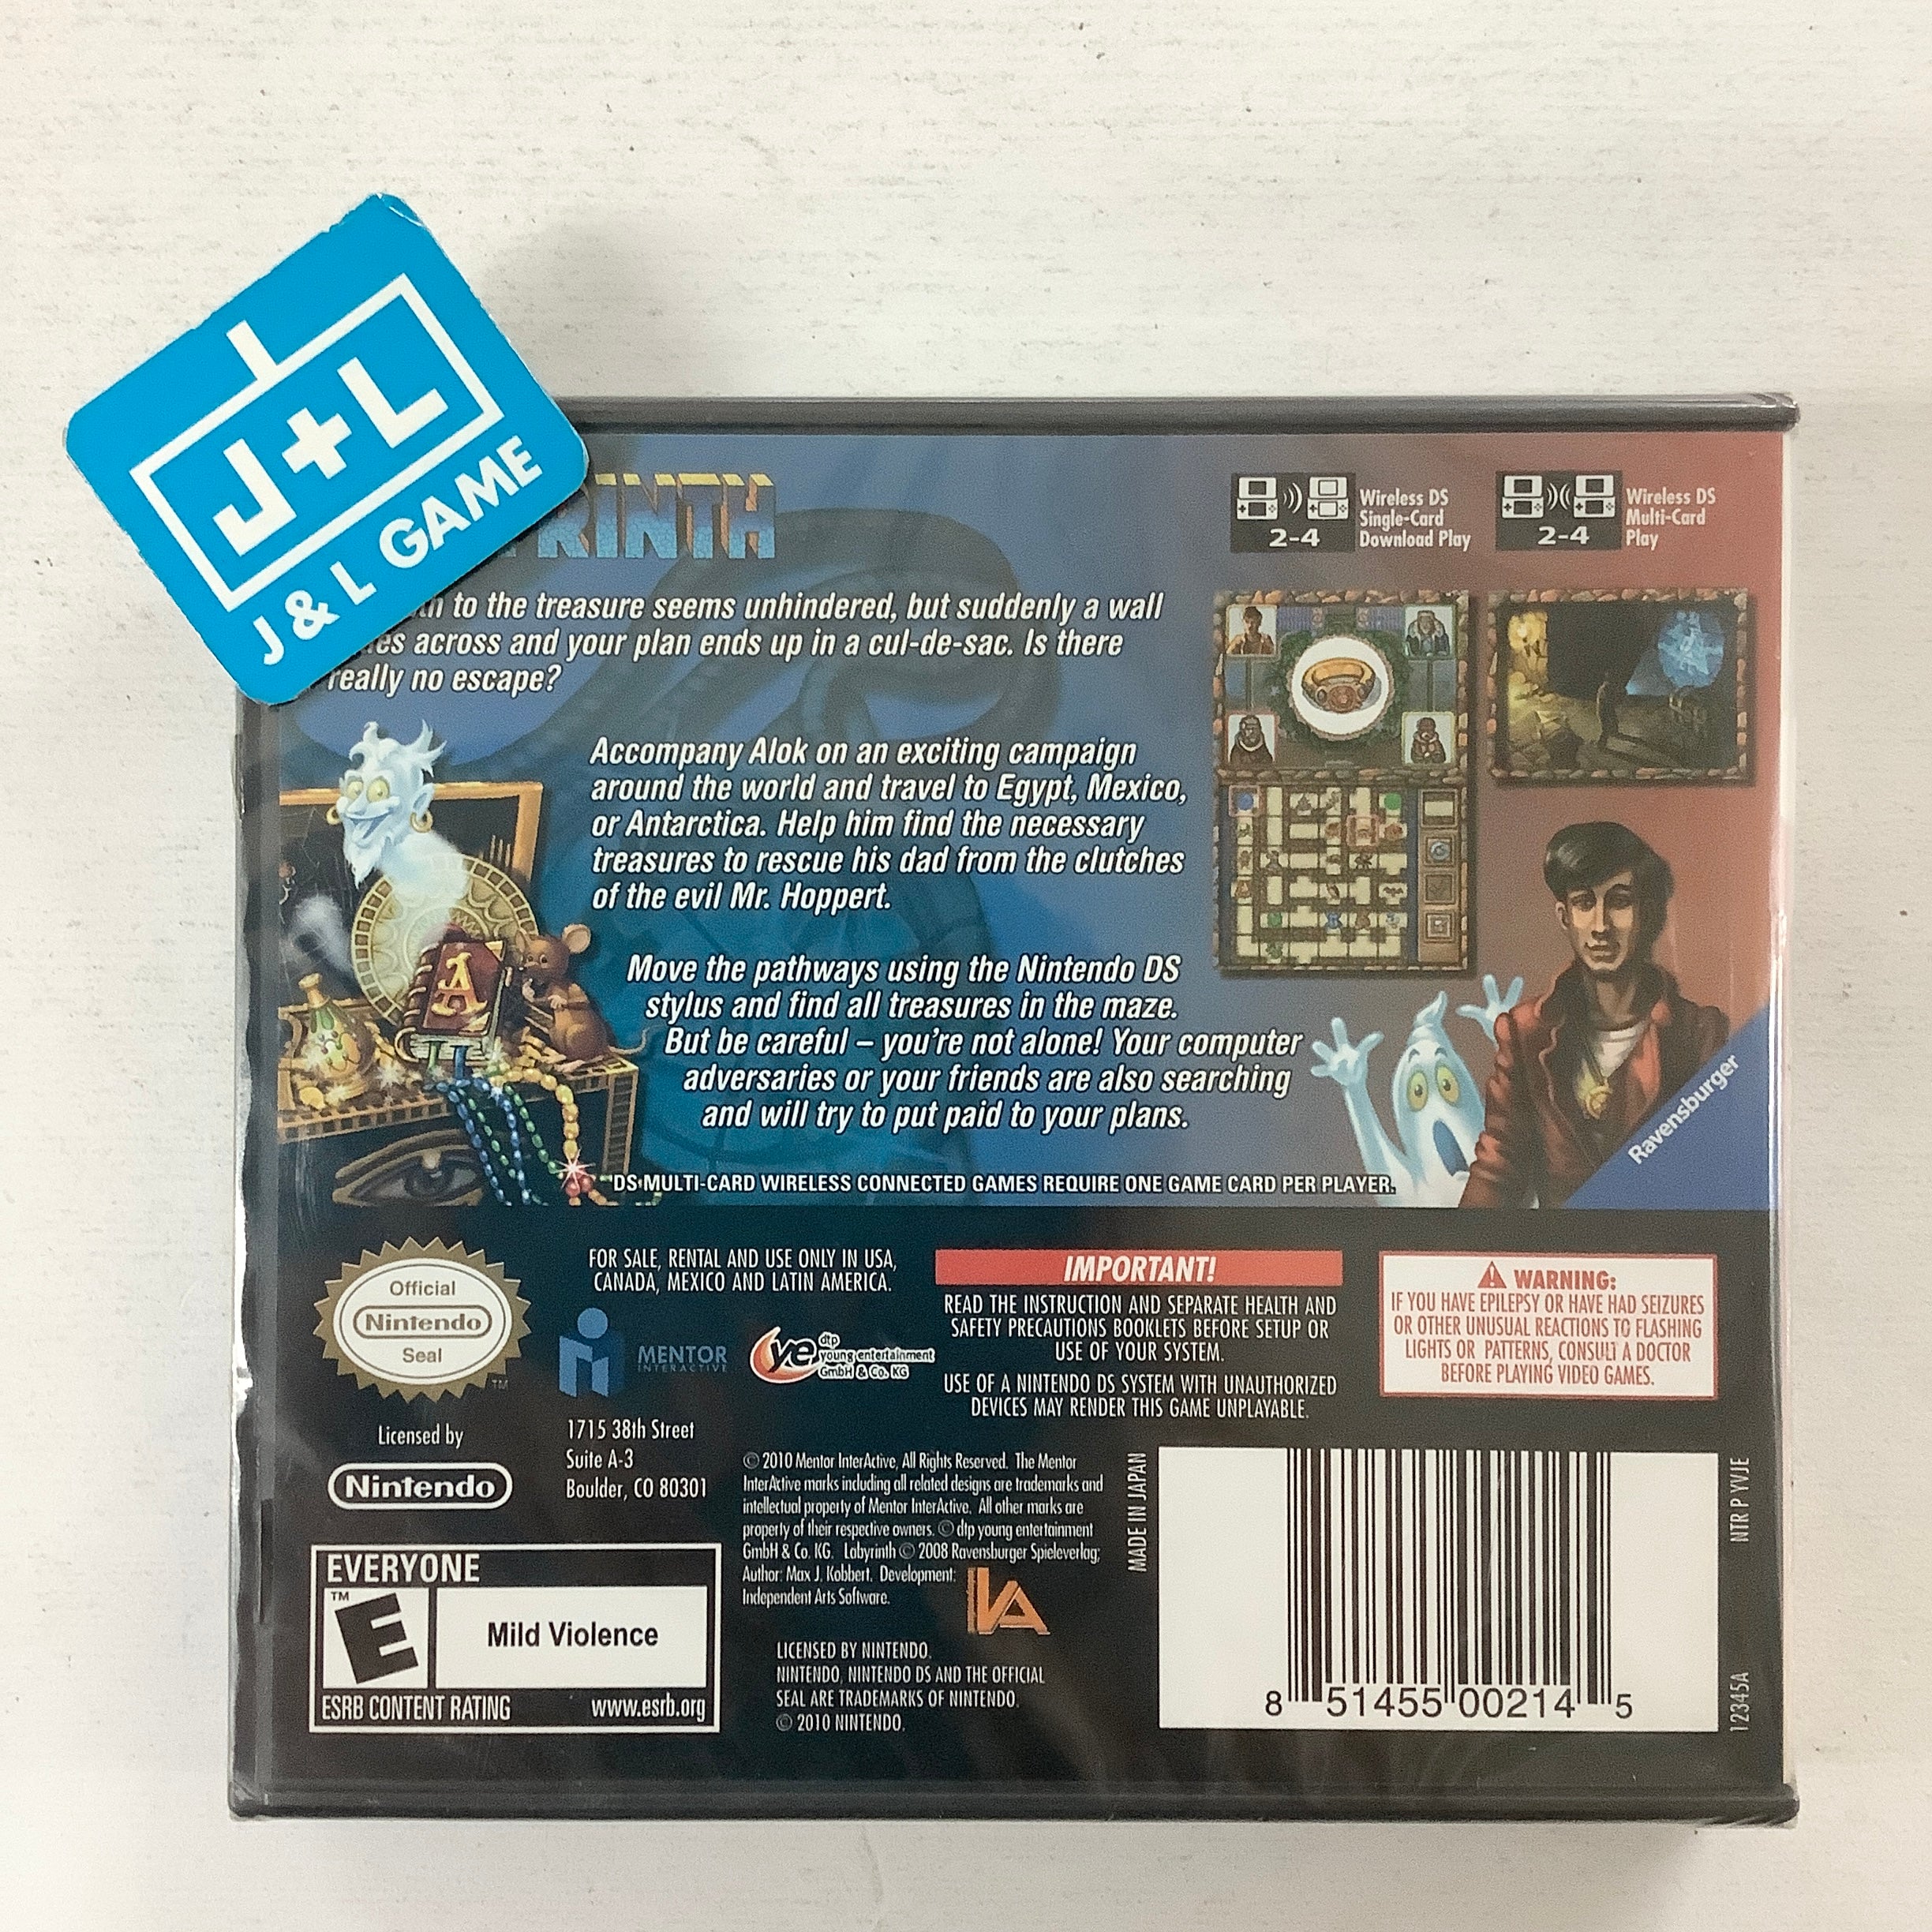 J+L
J & L GAME
RINTH
to the treasure seems unhindered, but suddenly a wall
across and your plan ends up in a cul-de-sac. Is there
really no escape?
Wireless DS
Single-Card
Download Play
2-4
Wireless DS
Multi-Card
Play
2-4
Accompany Alok on an exciting campaign
around the world and travel to Egypt, Mexico,
or Antarctica. Help him find the necessary
treasures to rescue his dad from the clutches
of the evil Mr. Hoppert.
A
Move the pathways using the Nintendo DS
stylus and find all treasures in the maze.
But be careful – you're not alone! Your computer
adversaries or your friends are also searching
and will try to put paid to your plans.
Ravensburger
DS MULTI-CARD WIRELESS CONNECTED GAMES REQUIRE ONE GAME CARD PER PLAYER.
Official
Nintendo
Seal
TM
Licensed by
Nintendo
FOR SALE, RENTAL AND USE ONLY IN USA,
CANADA, MEXICO AND LATIN AMERICA.
MENTOR
INTERACTIVE
ye dtp
young entertainment
GmbH & Co. KG
1715 38th Street
Suite A-3
Boulder, CO 80301
IMPORTANT!
READ THE INSTRUCTION AND SEPARATE HEALTH AND
SAFETY PRECAUTIONS BOOKLETS BEFORE SETUP OR
USE OF YOUR SYSTEM.
USE OF A NINTENDO DS SYSTEM WITH UNAUTHORIZED
DEVICES MAY RENDER THIS GAME UNPLAYABLE.
WARNING:
IF YOU HAVE EPILEPSY OR HAVE HAD SEIZURES
OR OTHER UNUSUAL REACTIONS TO FLASHING
LIGHTS OR PATTERNS, CONSULT A DOCTOR
BEFORE PLAYING VIDEO GAMES.
© 2010 Mentor InterActive, All Rights Reserved. The Mentor
InterActive marks including all related designs are trademarks and
intellectual property of Mentor InterActive. All other marks are
property of their respective owners. © dtp young entertainment
GmbH & Co. KG. Labyrinth © 2008 Ravensburger Spieleverlag;
Author: Max J. Kobbert. Development:
Independent Arts Software.
IA
LICENSED BY NINTENDO.
NINTENDO, NINTENDO DS AND THE OFFICIAL
SEAL ARE TRADEMARKS OF NINTENDO.
© 2010 NINTENDO.
EVERYONE
TM
E
Mild Violence
ESRB CONTENT RATING www.esrb.org
MADE IN JAPAN
8 51455 00214 5
NTR P YVJE
12345A